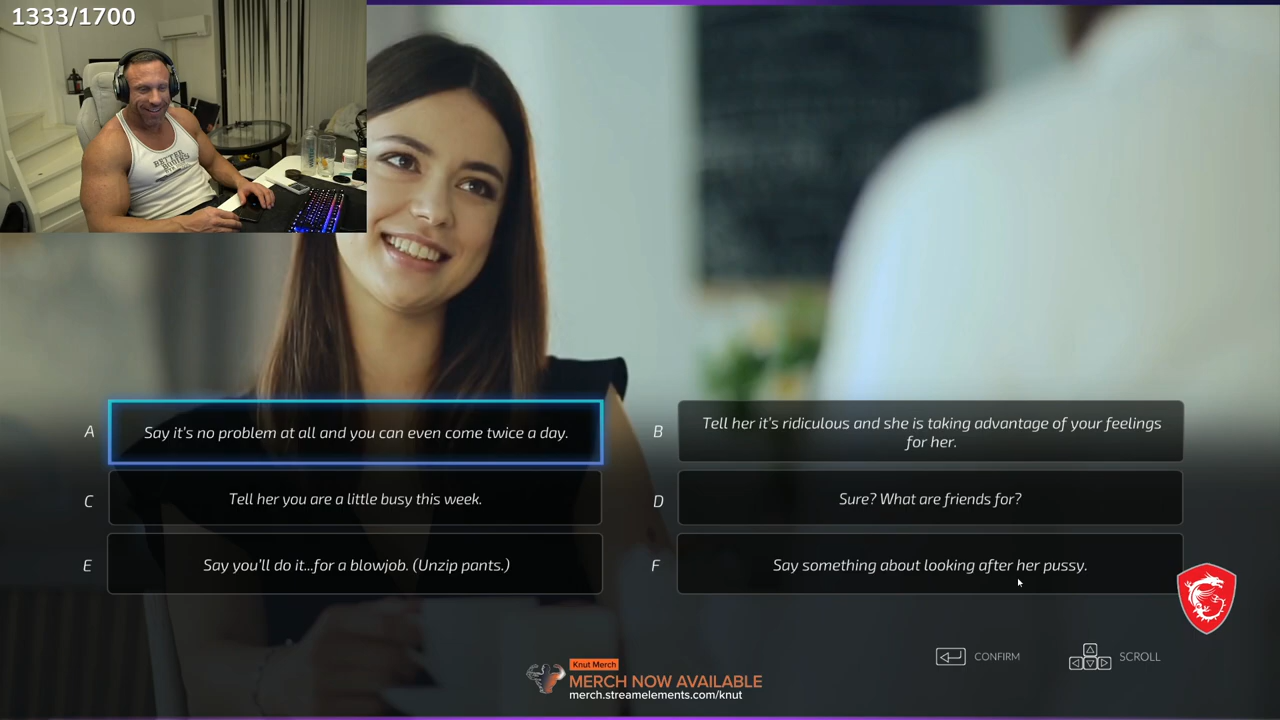 1333/1700
BETTER
A
Say it's no problem at all and you can even come twice a day.
B
Tell her it's ridiculous and she is taking advantage of your feelings
for her.
C
Tell her you are a little busy this week.
D
Sure? What are friends for?
E
Say you'll do it...for a blowjob. (Unzip pants.)
F
Say something about looking after her pussy.
CONFIRM
SCROLL
Knut Merch
MERCH NOW AVAILABLE
merch.streamelements.com/knut